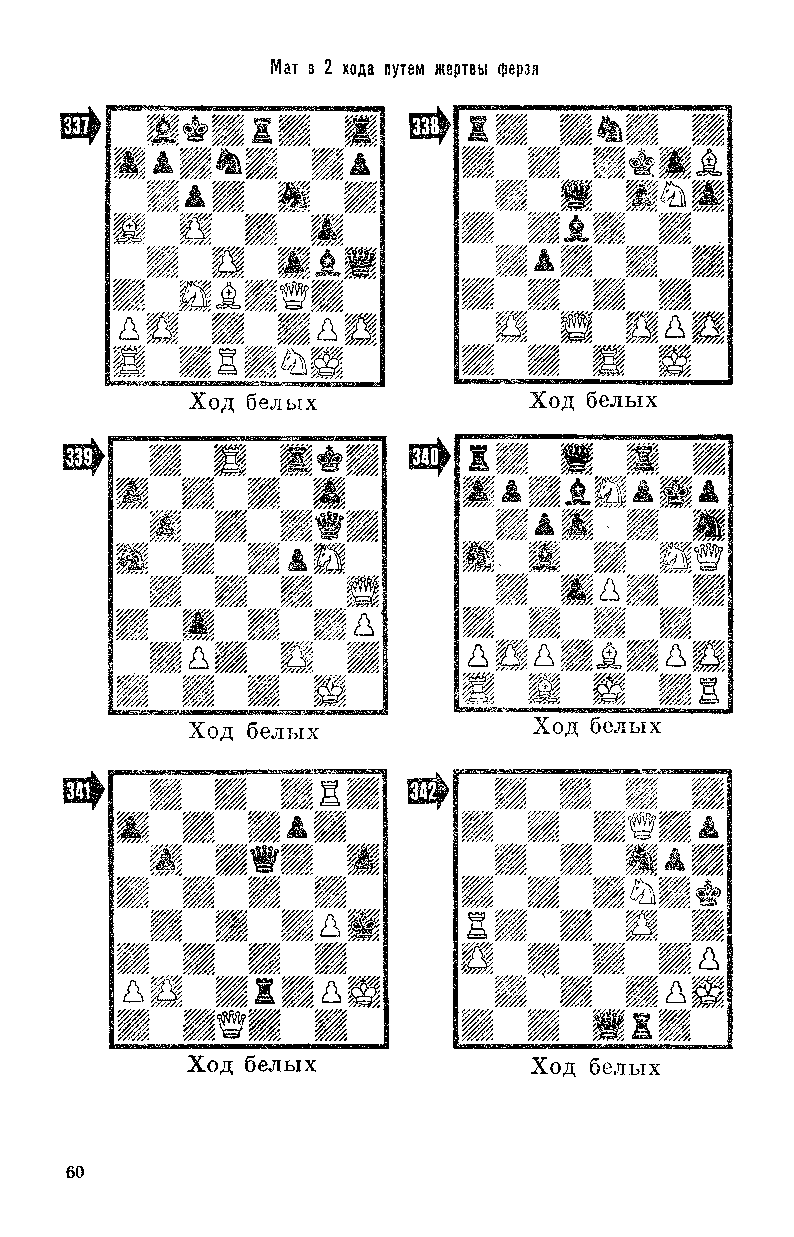 Мат в 2 хода путем жертвы ферзя
337
338
Ход белых
Ход белых
339
340
Ход белых
Ход белых
341
342
Ход белых
Ход белых
60